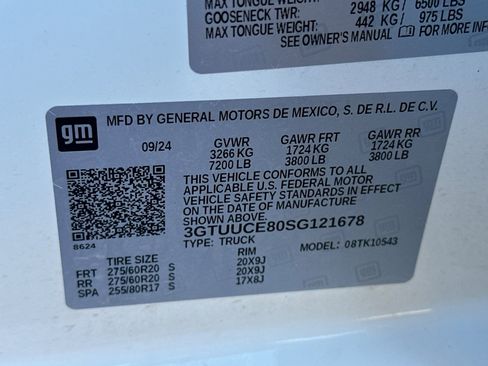 MAX TONGUE WEIGHT: 2948 KG / 6500 LBS
GOOSENECK TWR: 442 KG / 975 LBS
MAX TONGUE WEIGHT:
SEE OWNER'S MANUAL FOR MORE INFO
gm
MFD BY GENERAL MOTORS DE MEXICO, S. DE R.L. DE C.V.
09/24 GVWR GAWR FRT GAWR RR
3266 KG 1724 KG 1724 KG
7200 LB 3800 LB 3800 LB
THIS VEHICLE CONFORMS TO ALL
APPLICABLE U.S. FEDERAL MOTOR
VEHICLE SAFETY STANDARDS IN EFFECT
ON THE DATE OF MANUFACTURE SHOWN ABOVE.
3GTUUCE80SG121678
TYPE: TRUCK MODEL: 08TK10543
8624
TIRE SIZE RIM
FRT 275/60R20 S 20X9J
RR 275/60R20 S 20X9J
SPA 255/80R17 S 17X8J